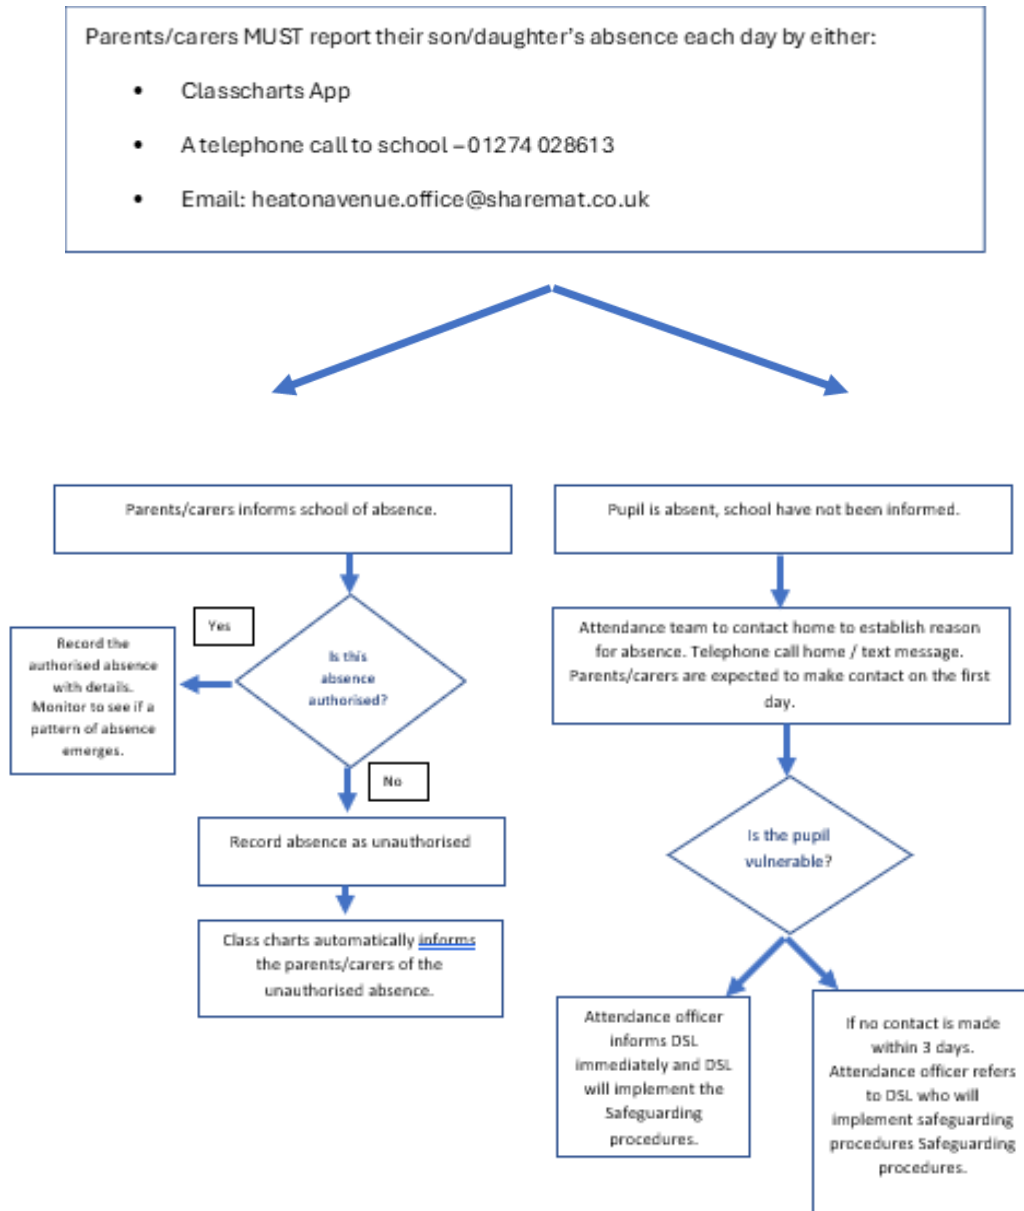 Parents/carers MUST report their son/daughter's absence each day by either:
• Classcharts App
• A telephone call to school – 01274 028613
• Email: heatonavenue.office@sharemat.co.uk
Parents/carers informs school of absence.
Yes
Is this
absence
authorised?
Record the
authorised absence
with details.
Monitor to see if a
pattern of absence
emerges.
No
Record absence as unauthorised
Class charts automatically informs
the parents/carers of the
unauthorised absence.
Pupil is absent, school have not been informed.
Attendance team to contact home to establish reason
for absence. Telephone call home / text message.
Parents/carers are expected to make contact on the first
day.
Is the pupil
vulnerable?
Attendance officer
informs DSL
immediately and DSL
will implement the
Safeguarding
procedures.
If no contact is made
within 3 days.
Attendance officer refers
to DSL who will
implement safeguarding
procedures Safeguarding
procedures.